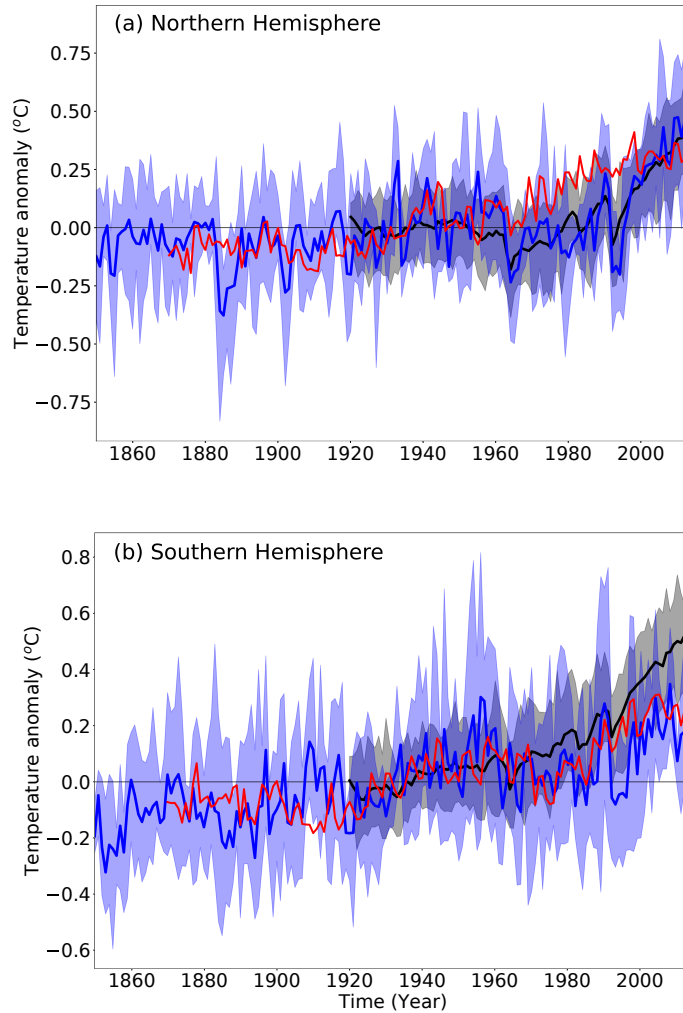 (a) Northern Hemisphere
Temperature anomaly (°C)
0.75
0.50
0.25
0.00
−0.25
−0.50
−0.75
1860 1880 1900 1920 1940 1960 1980 2000
(b) Southern Hemisphere
Temperature anomaly (°C)
0.8
0.6
0.4
0.2
0.0
−0.2
−0.4
−0.6
1860 1880 1900 1920 1940 1960 1980 2000
Time (Year)